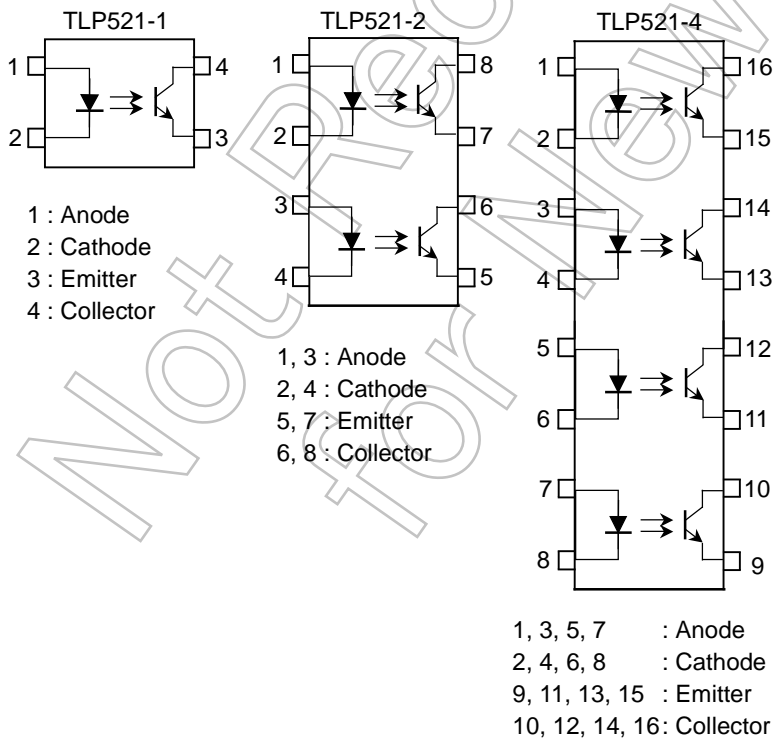 TLP521-1
1
4
2
3
1 : Anode
2 : Cathode
3 : Emitter
4 : Collector
TLP521-2
1
8
2
7
3
6
4
5
1, 3 : Anode
2, 4 : Cathode
5, 7 : Emitter
6, 8 : Collector
TLP521-4
1
16
2
15
3
14
4
13
5
12
6
11
7
10
8
9
1, 3, 5, 7 : Anode
2, 4, 6, 8 : Cathode
9, 11, 13, 15 : Emitter
10, 12, 14, 16: Collector
Not
for New